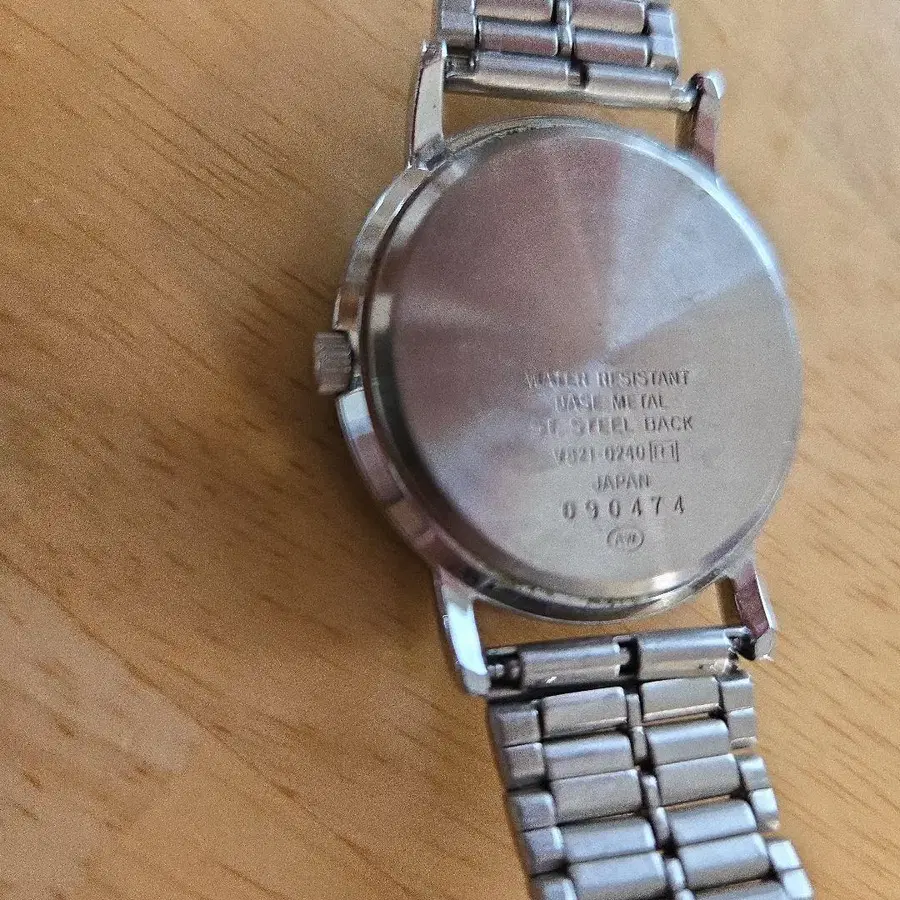 WATER RESISTANT
BASE METAL
ST. STEEL BACK
V821-0240
JAPAN
090474